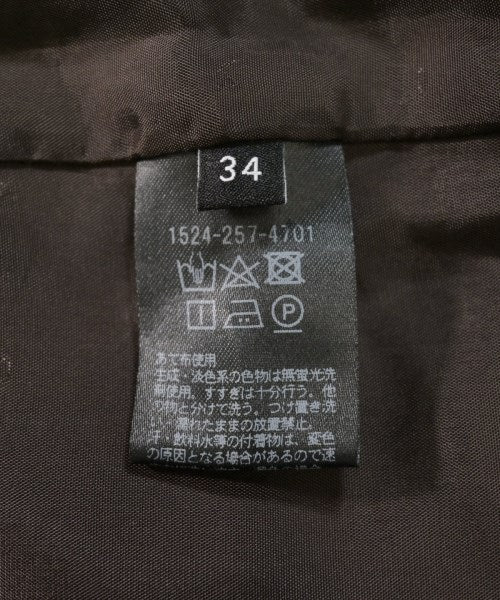 34
1524-257-4701
P
あて布使用
生成・淡色系の色物は無蛍光洗
剤使用。すすぎは十分行う。他
の物と分けて洗う。つけ置き洗
い、濡れたままの放置禁止。
汗・飲料水等の付着物は、変色
の原因となる場合があるので速